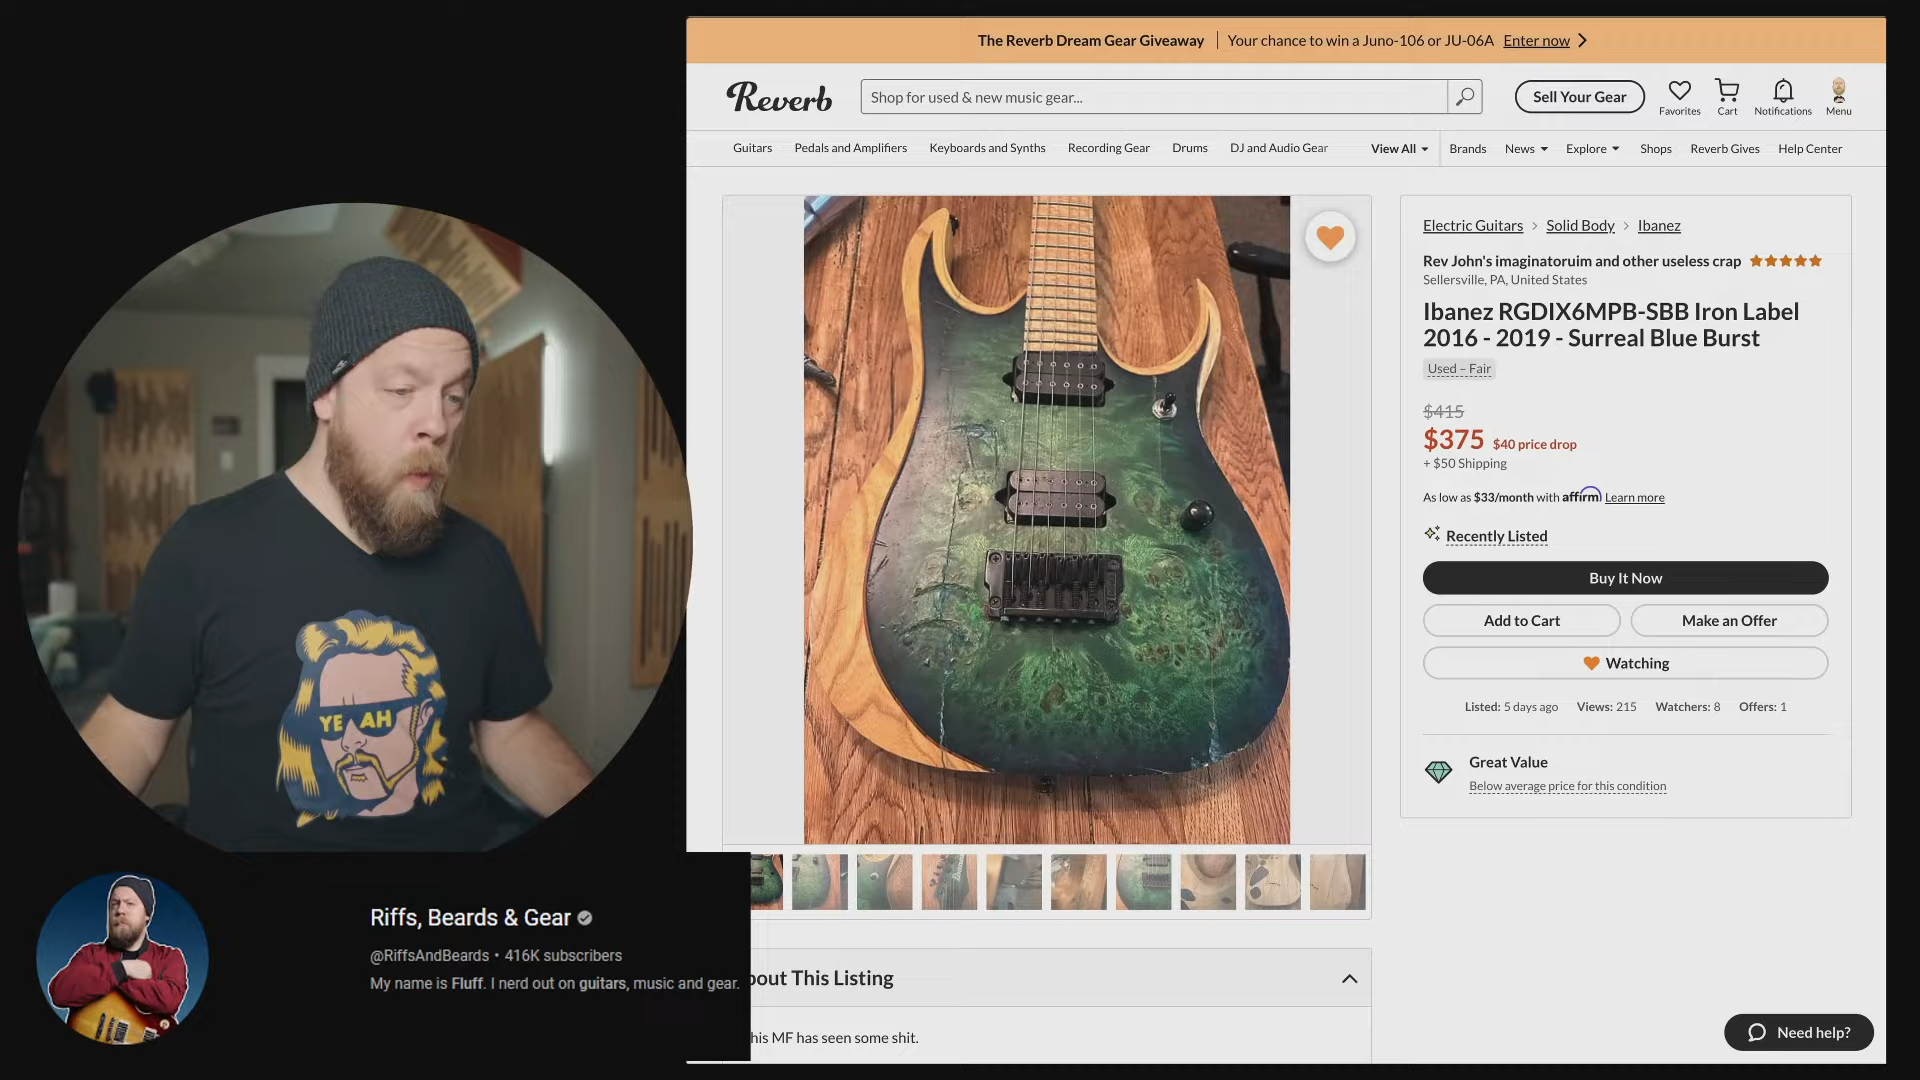 The Reverb Dream Gear Giveaway | Your chance to win a Juno-106 or JU-06A Enter now
Reverb
Shop for used & new music gear...
Sell Your Gear
Favorites
Cart
Notifications
Menu
Guitars
Pedals and Amplifiers
Keyboards and Synths
Recording Gear
Drums
DJ and Audio Gear
View All
Brands
News
Explore
Shops
Reverb Gives
Help Center
Electric Guitars > Solid Body > Ibanez
Rev John's imaginatoruim and other useless crap
Sellersville, PA, United States
Ibanez RGDIX6MPB-SBB Iron Label
2016 - 2019 - Surreal Blue Burst
Used – Fair
$415
$375 $40 price drop
+ $50 Shipping
As low as $33/month with affirm Learn more
Recently Listed
Buy It Now
Add to Cart
Make an Offer
Watching
Listed: 5 days ago Views: 215 Watchers: 8 Offers: 1
Great Value
Below average price for this condition
YEAH
Riffs, Beards & Gear
@RiffsAndBeards • 416K subscribers
My name is Fluff. I nerd out on guitars, music and gear.
bout This Listing
his MF has seen some shit.
Need help?